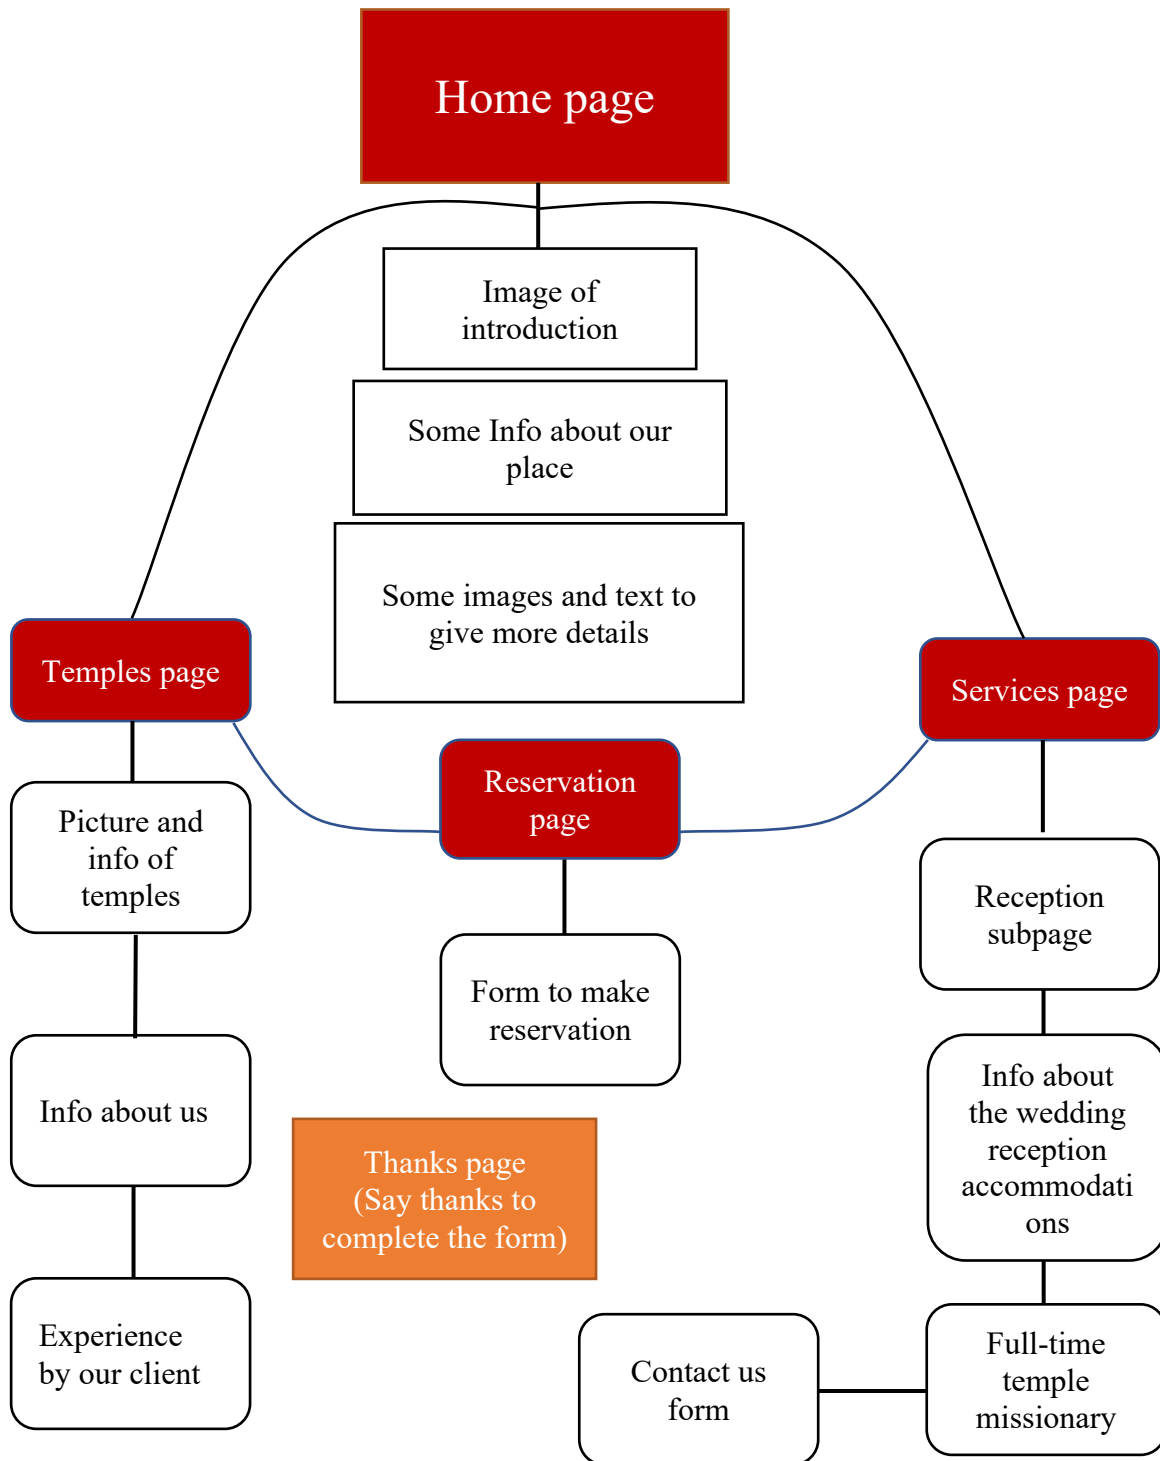 Home page
Image of
introduction
Some Info about our
place
Some images and text to
give more details
Temples page
Services page
Reservation
page
Picture and
info of
temples
Reception
subpage
Form to make
reservation
Info about us
Info about
the wedding
reception
accommodati
ons
Thanks page
(Say thanks to
complete the form)
Experience
by our client
Contact us
form
Full-time
temple
missionary